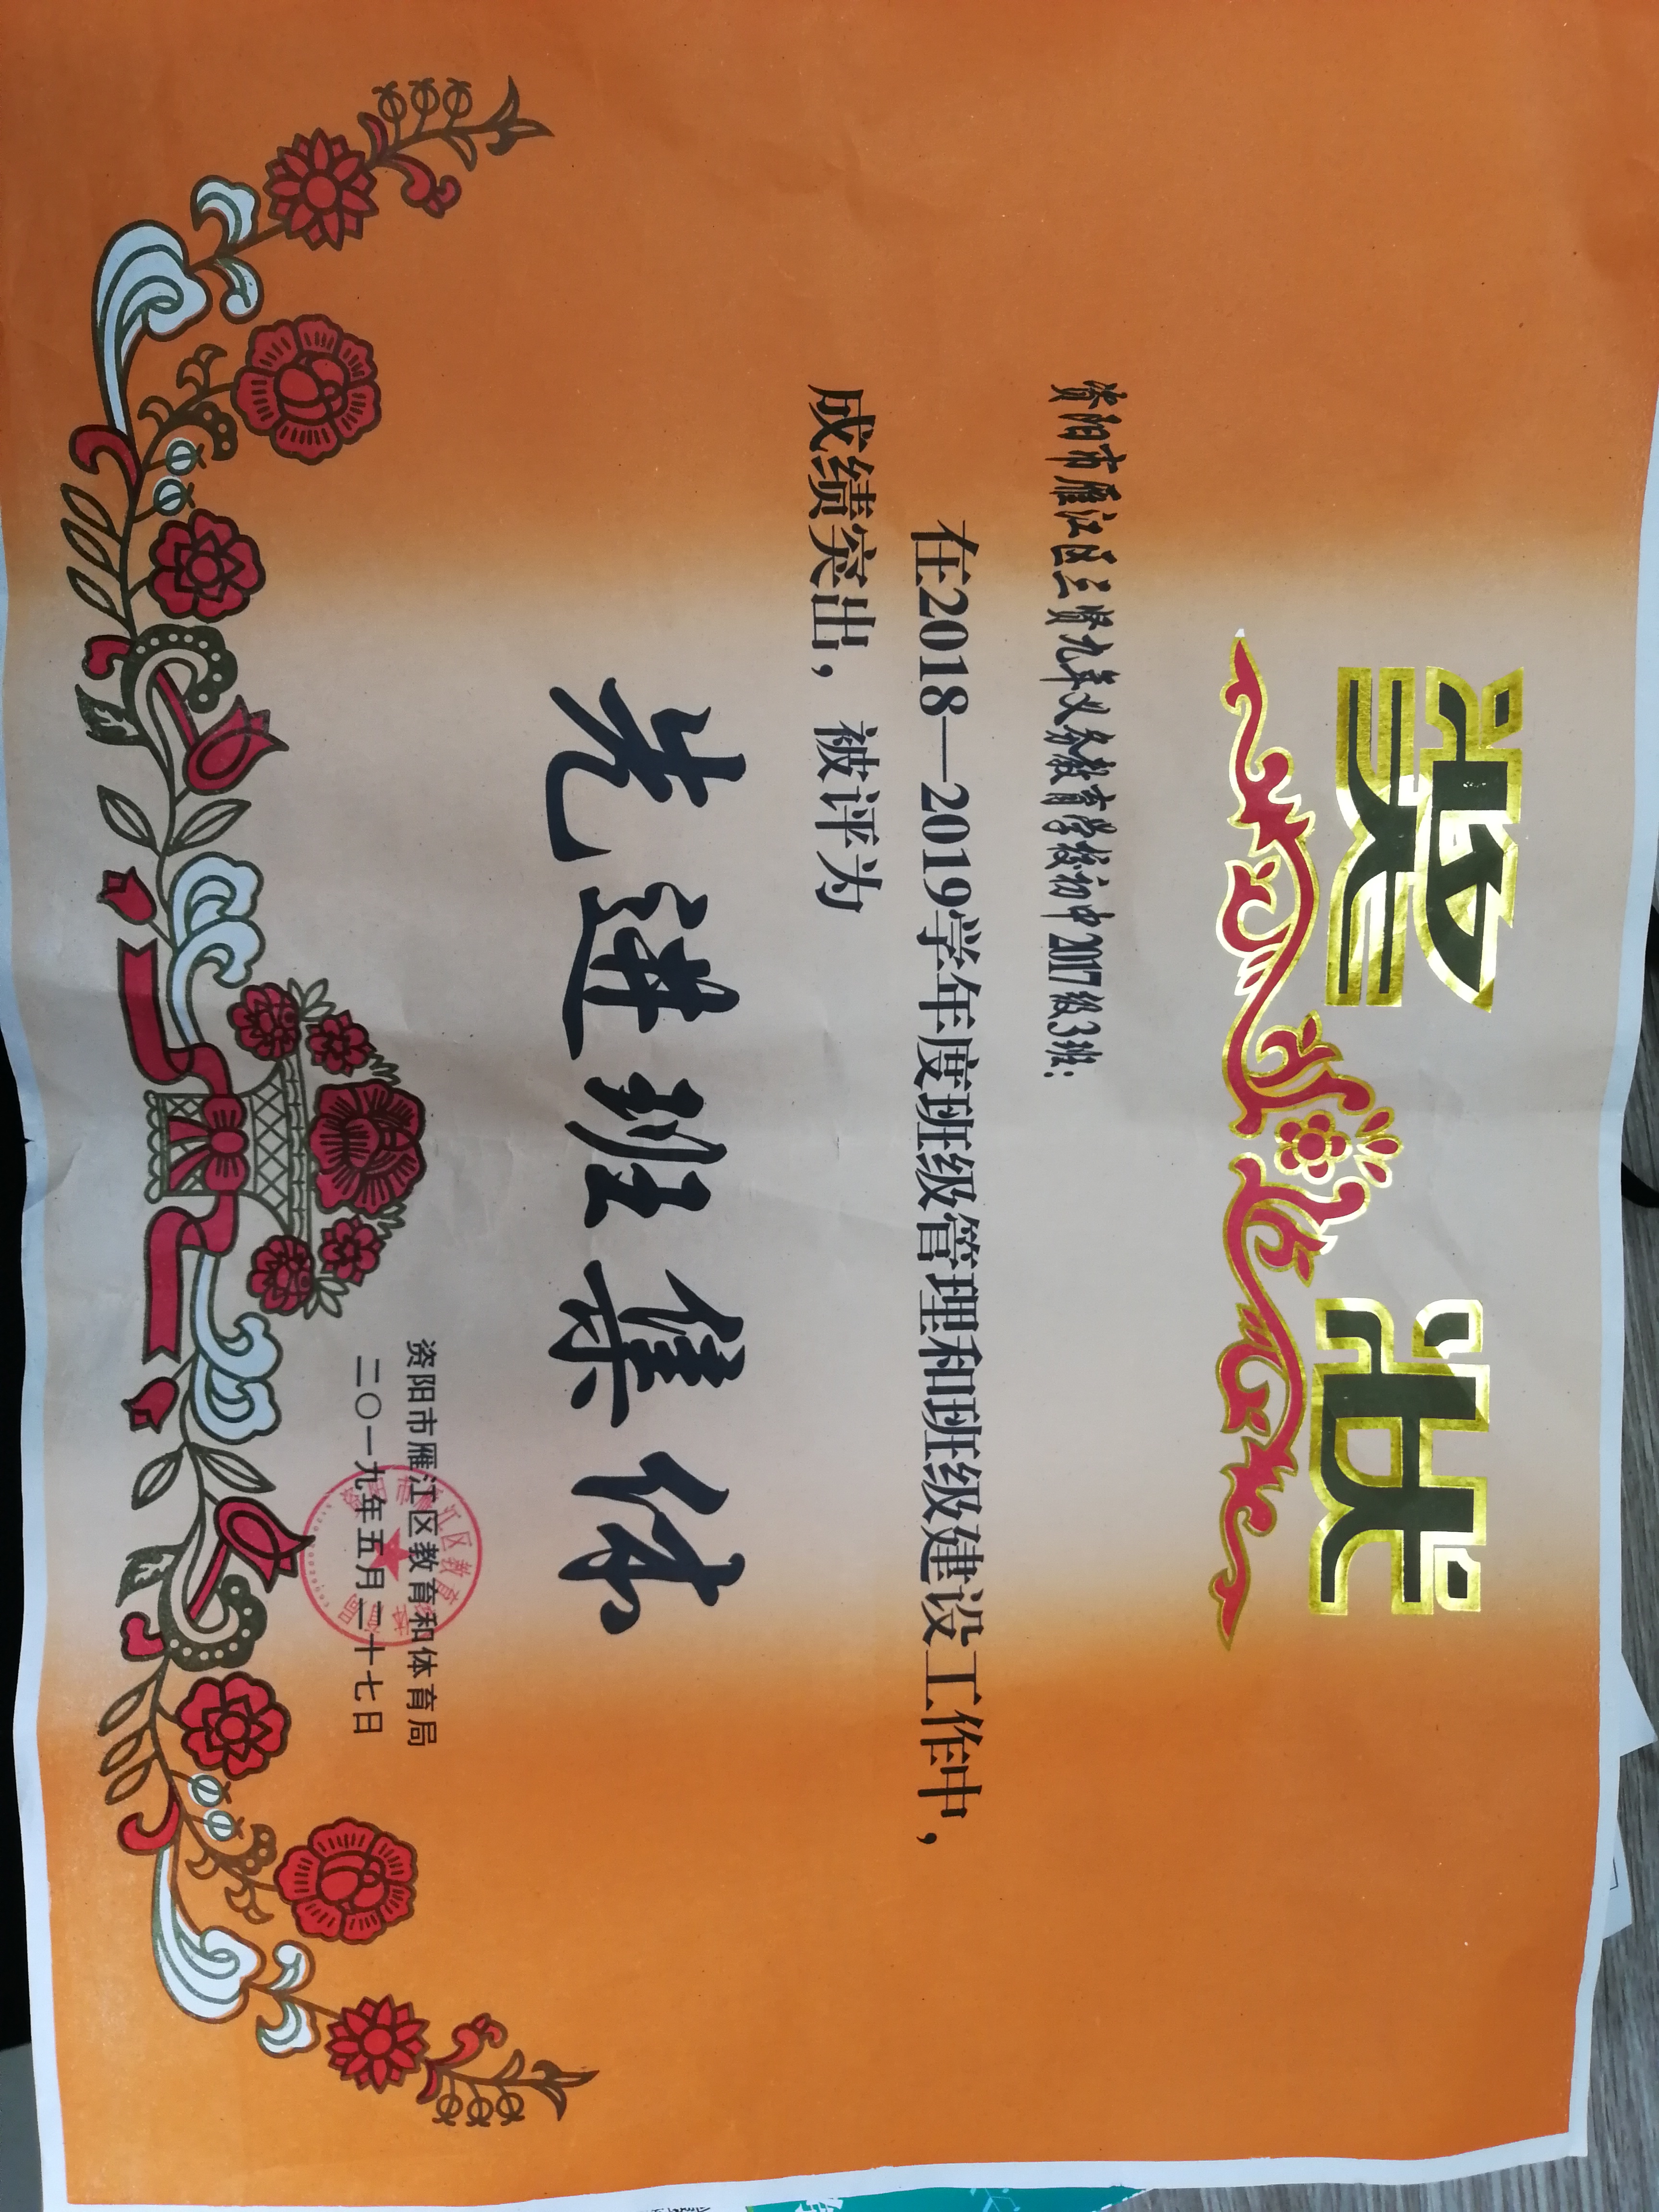 奖状
资阳市雁江区三贤九年义务教育学校初中2017级3班：
在2018—2019学年度班级管理和班级建设工作中，
成绩突出，被评为
先进班集体
资阳市雁江区教育和体育局
二〇一九年五月二十七日